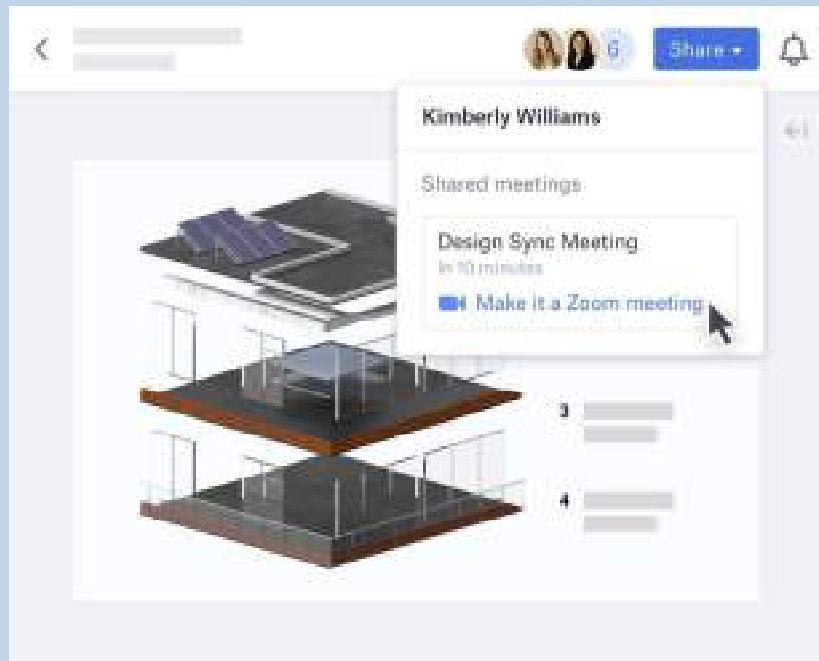 6
Share
Kimberly Williams
Shared meetings
Design Sync Meeting
In 10 minutes
Make it a Zoom meeting
3
4